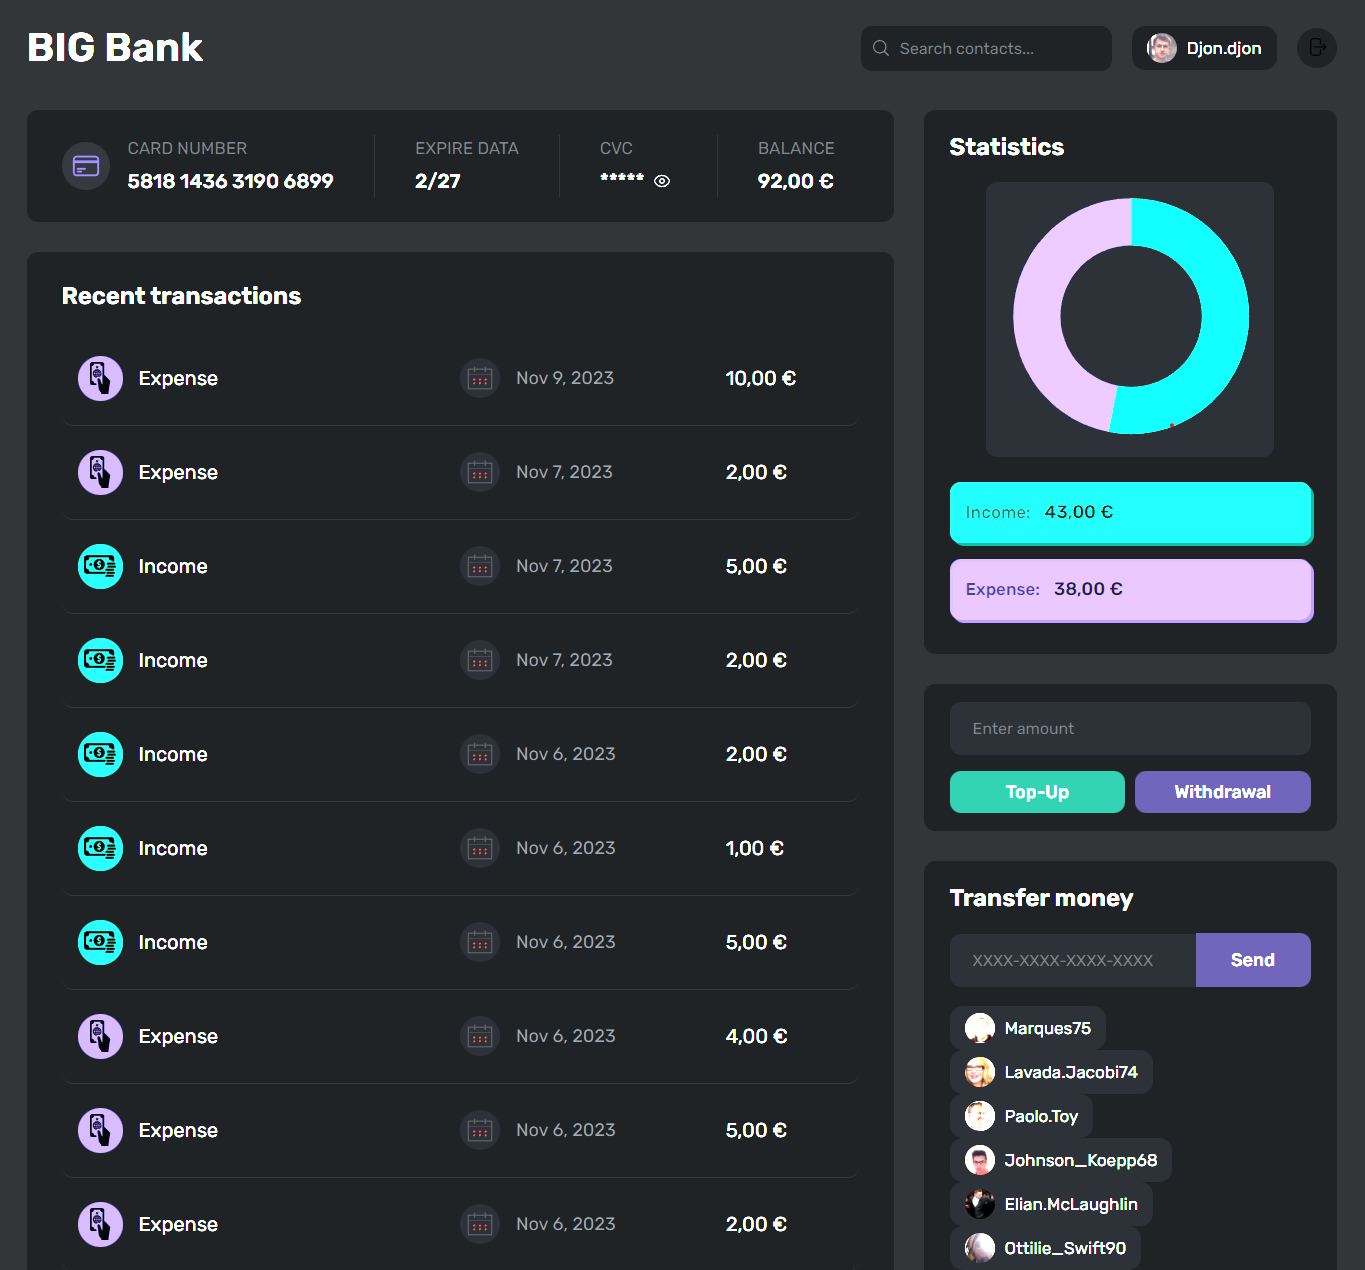 BIG Bank
Search contacts...
Djon.djon
CARD NUMBER
5818 1436 3190 6899
EXPIRE DATA
2/27
CVC
*****
BALANCE
92,00 €
Recent transactions
Expense Nov 9, 2023 10,00 €
Expense Nov 7, 2023 2,00 €
Income Nov 7, 2023 5,00 €
Income Nov 7, 2023 2,00 €
Income Nov 6, 2023 2,00 €
Income Nov 6, 2023 1,00 €
Income Nov 6, 2023 5,00 €
Expense Nov 6, 2023 4,00 €
Expense Nov 6, 2023 5,00 €
Expense Nov 6, 2023 2,00 €
Statistics
Income: 43,00 €
Expense: 38,00 €
Enter amount
Top-Up
Withdrawal
Transfer money
XXXX-XXXX-XXXX-XXXX
Send
Marques75
Lavada.Jacobi74
Paolo.Toy
Johnson_Koepp68
Elian.McLaughlin
Ottilie_Swift90